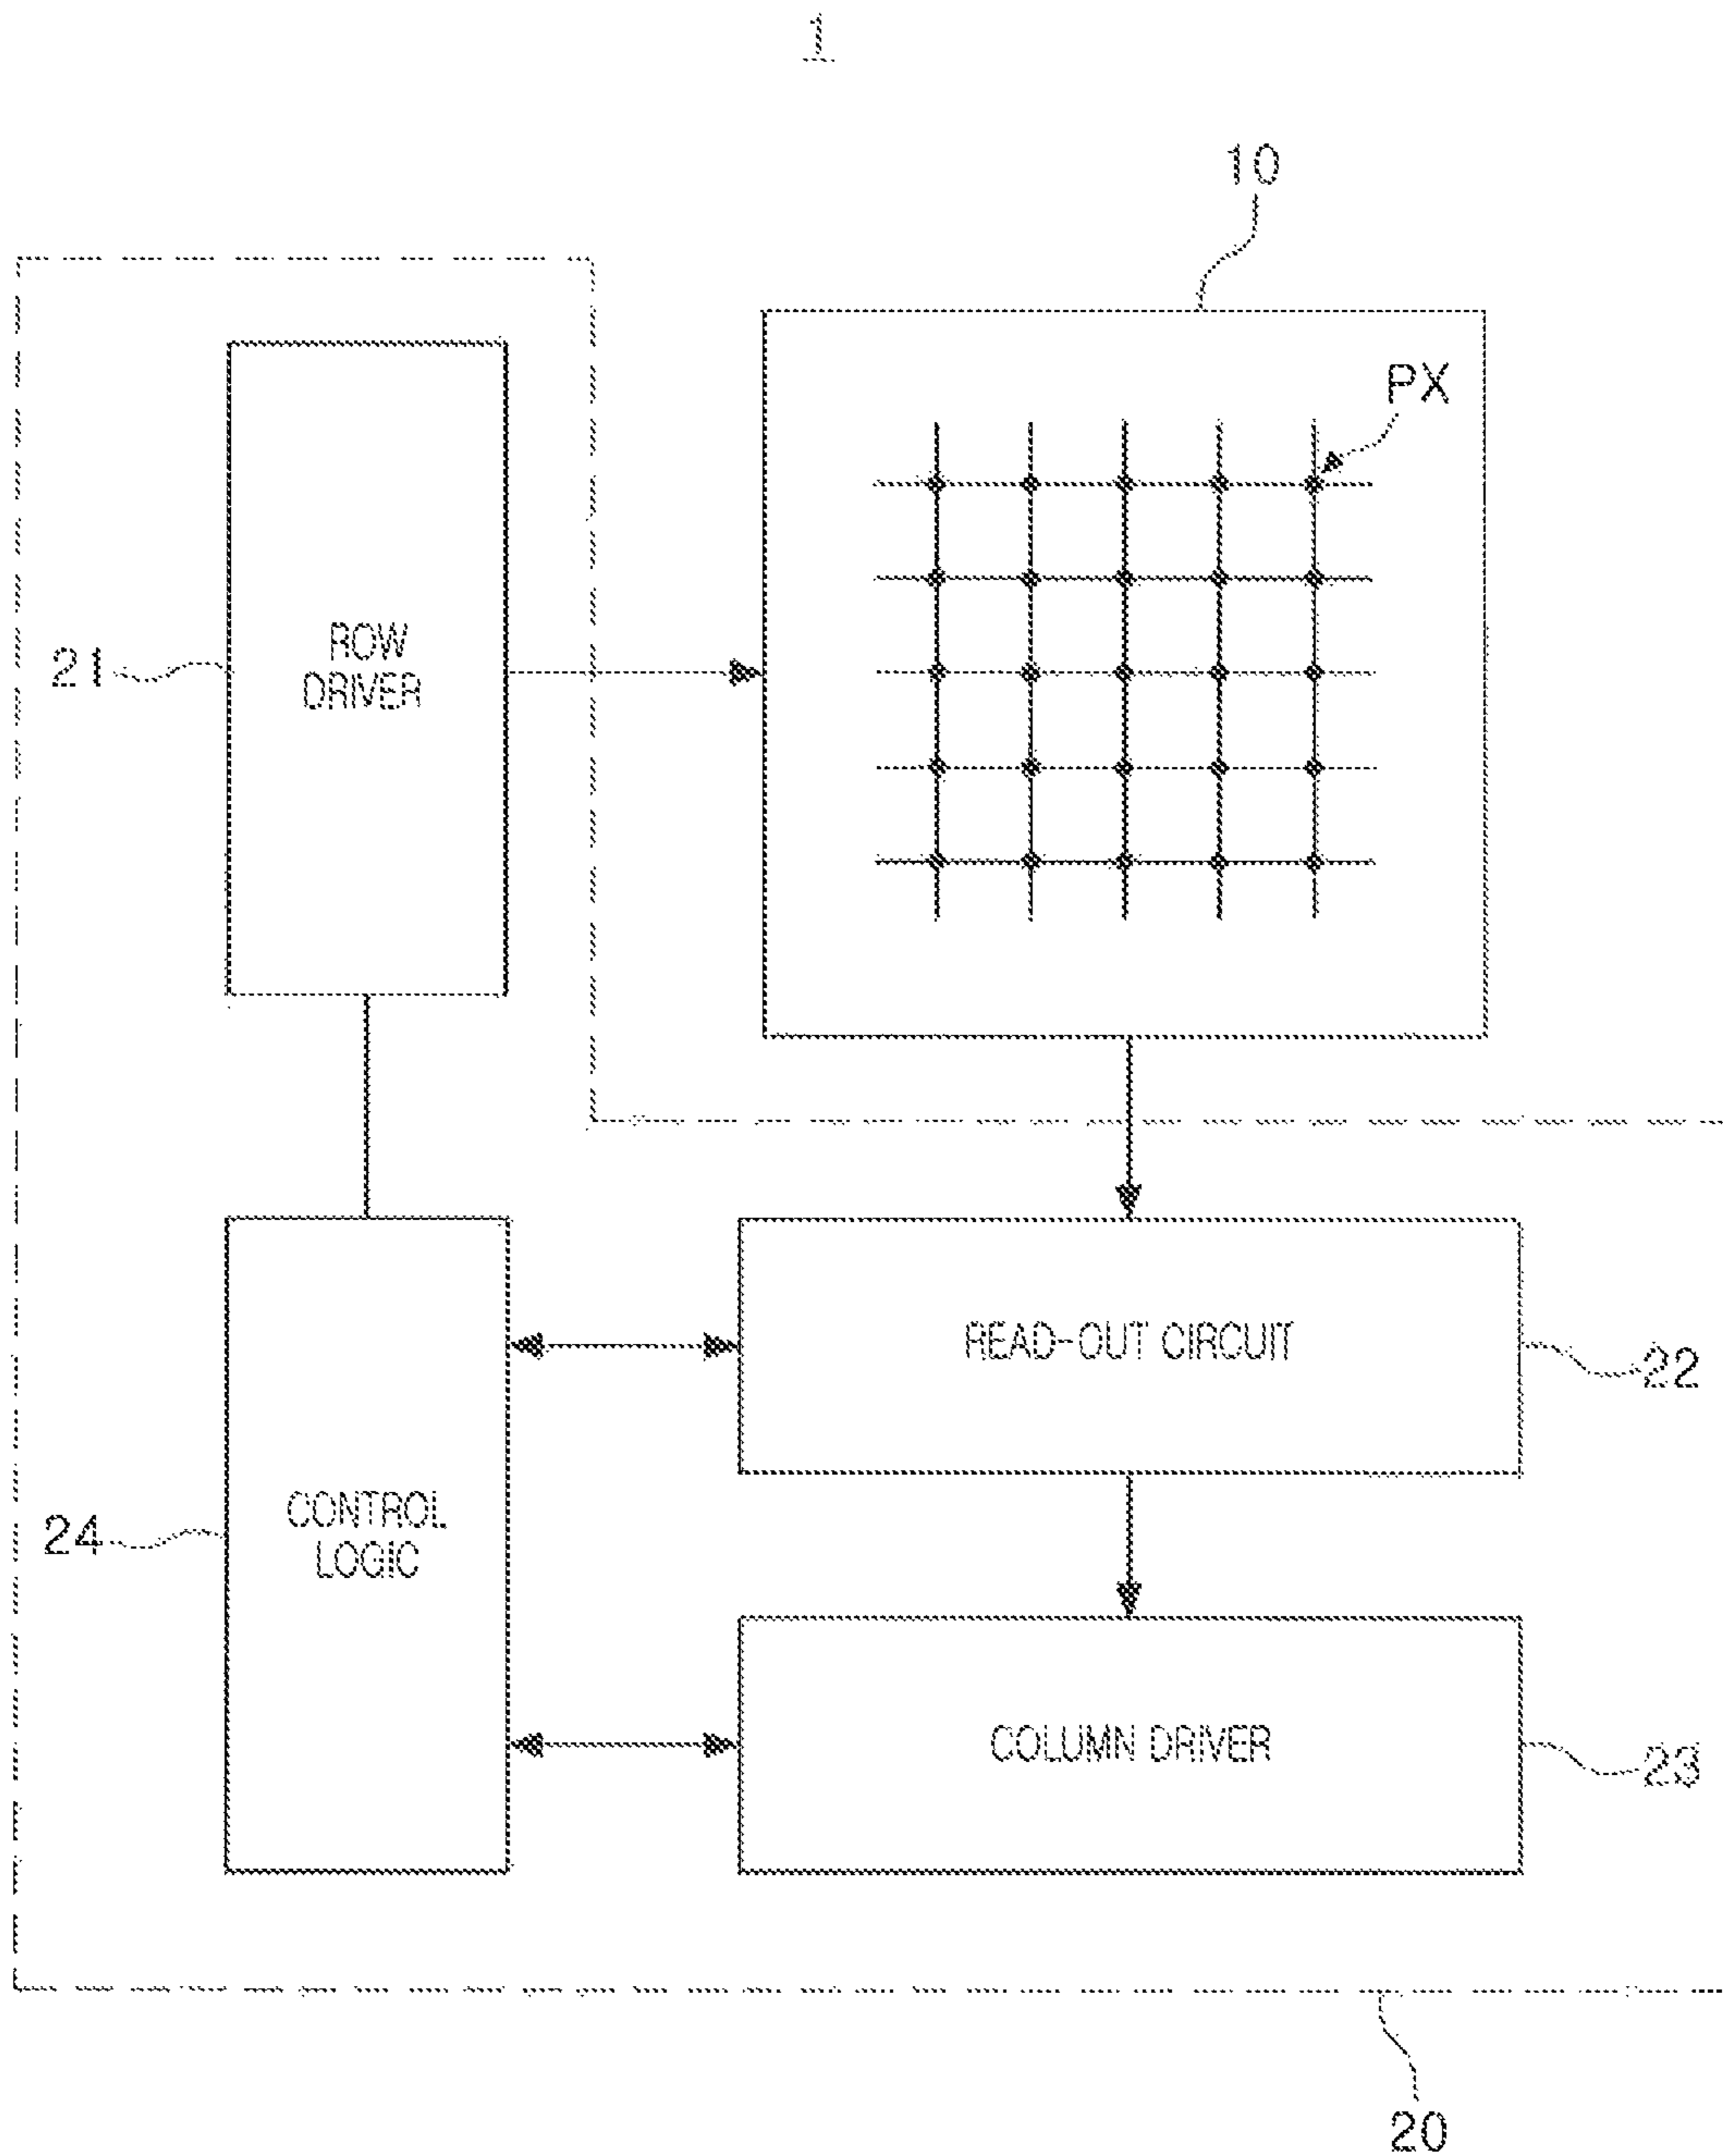 1
10
PX
21
ROW
DRIVER
READ-OUT CIRCUIT
22
24
CONTROL
LOGIC
COLUMN DRIVER
23
20